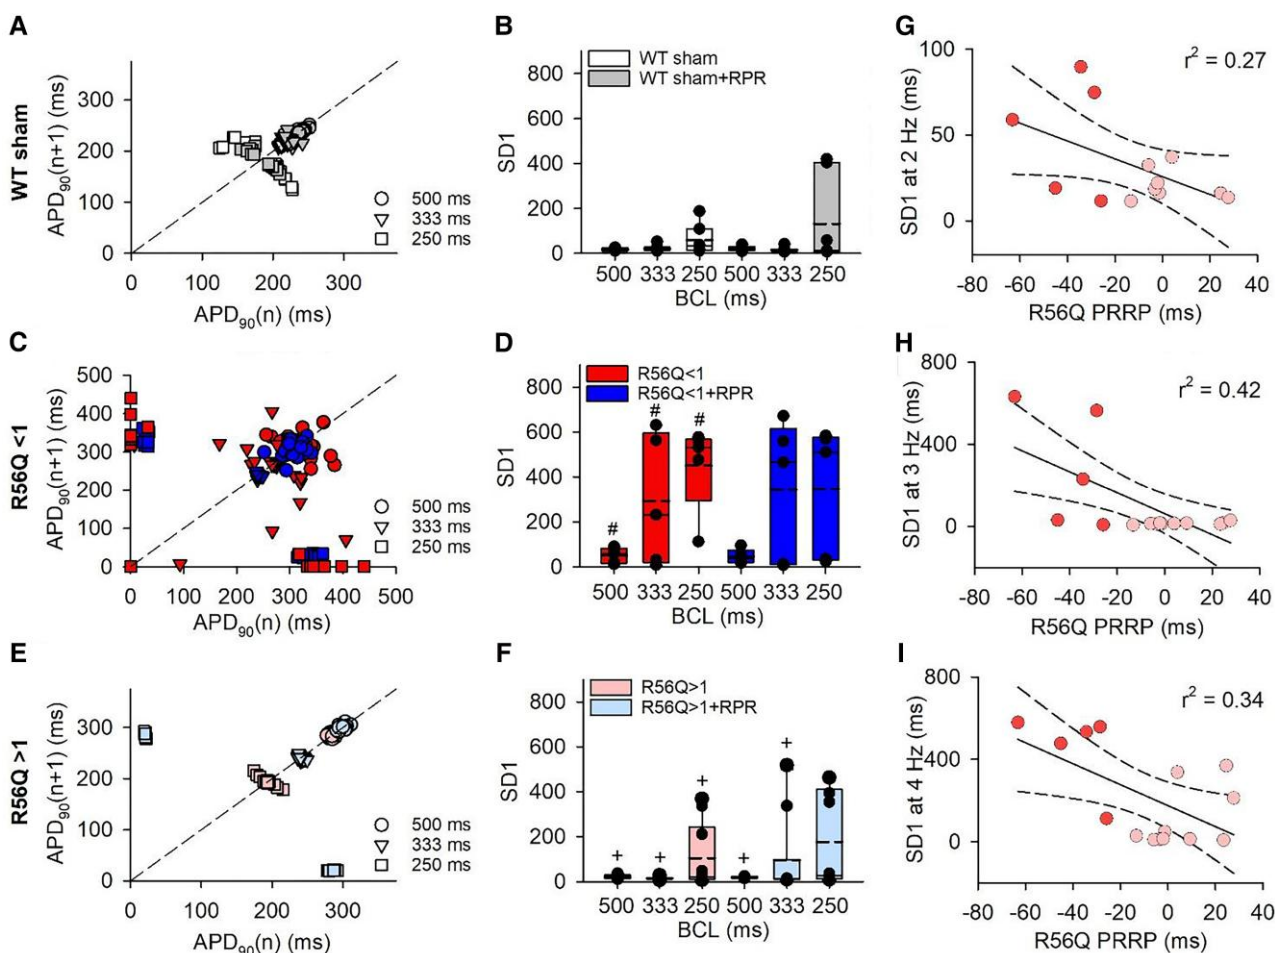 A
WT sham
APD90(n+1) (ms)
300
200
100
0
0 100 200 300
APD90(n) (ms)
500 ms
333 ms
250 ms
B
SD1
800
600
400
200
0
WT sham
WT sham+RPR
500 333 250 500 333 250
BCL (ms)
G
SD1 at 2 Hz (ms)
100
50
0
r² = 0.27
-80 -60 -40 -20 0 20 40
R56Q PRRP (ms)
C
R56Q <1
APD90(n+1) (ms)
500
400
300
200
100
0
0 100 200 300 400 500
APD90(n) (ms)
500 ms
333 ms
250 ms
D
SD1
800
600
400
200
0
R56Q<1
R56Q<1+RPR
# # #
500 333 250 500 333 250
BCL (ms)
H
SD1 at 3 Hz (ms)
800
400
0
r² = 0.42
-80 -60 -40 -20 0 20 40
R56Q PRRP (ms)
E
R56Q >1
APD90(n+1) (ms)
300
200
100
0
0 100 200 300
APD90(n) (ms)
500 ms
333 ms
250 ms
F
SD1
800
600
400
200
0
R56Q>1
R56Q>1+RPR
+ + + + +
500 333 250 500 333 250
BCL (ms)
I
SD1 at 4 Hz (ms)
800
400
0
r² = 0.34
-80 -60 -40 -20 0 20 40
R56Q PRRP (ms)